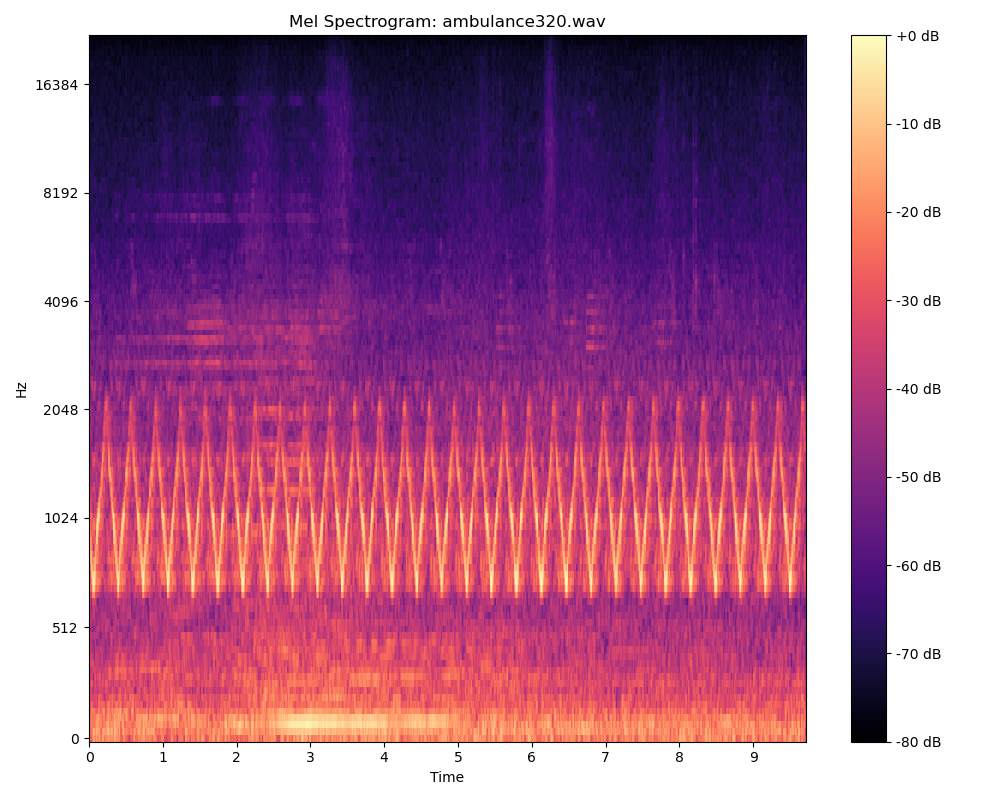 Mel Spectrogram: ambulance320.wav
+0 dB
16384
-10 dB
8192
-20 dB
4096
-30 dB
Hz
2048
-40 dB
-50 dB
1024
-60 dB
512
-70 dB
0
-80 dB
0 1 2 3 4 5 6 7 8 9
Time